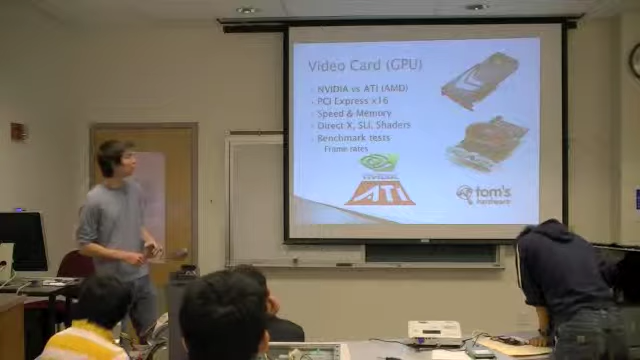 Video Card (GPU)
NVIDIA vs ATI (AMD)
PCI Express x16
Speed & Memory
Direct X, SLI, Shaders
Benchmark tests
Frame rates
NVIDIA
ATI
tom's
hardware